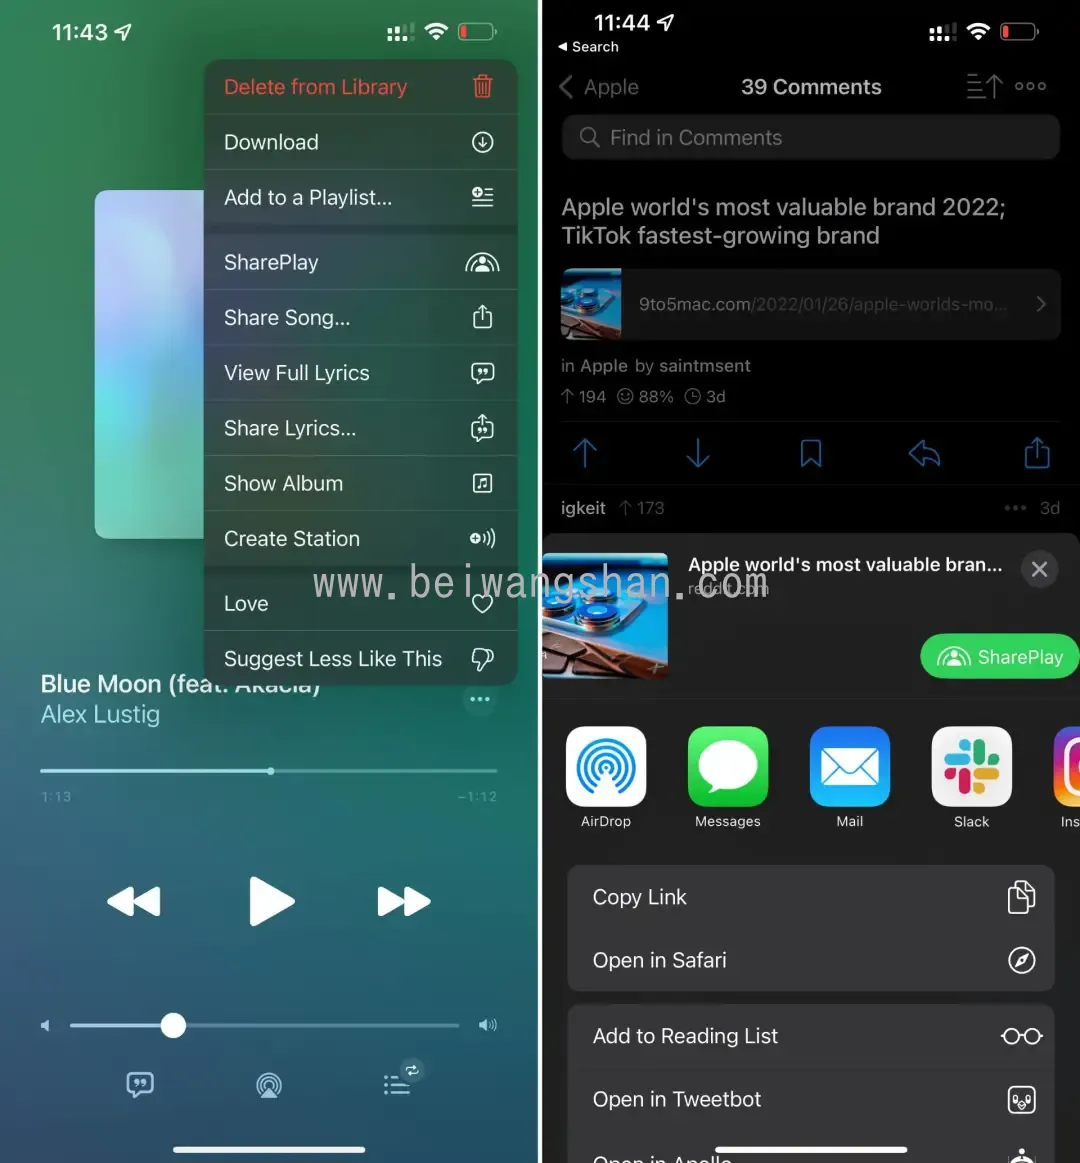 11:43
Delete from Library
Download
Add to a Playlist...
SharePlay
Share Song...
View Full Lyrics
Share Lyrics...
Show Album
Create Station
Love
Suggest Less Like This
Blue Moon (feat. Akacia)
Alex Lustig
1:13
−1:12
11:44
Search
Apple
39 Comments
Find in Comments
Apple world's most valuable brand 2022;
TikTok fastest-growing brand
9to5mac.com/2022/01/26/apple-worlds-mo...
in Apple by saintmsent
194 88% 3d
igkeit 173 3d
Apple world's most valuable bran...
reddit.com
SharePlay
AirDrop
Messages
Mail
Slack
Ins
Copy Link
Open in Safari
Add to Reading List
Open in Tweetbot
Open in Apollo
www.beiwangshan.com